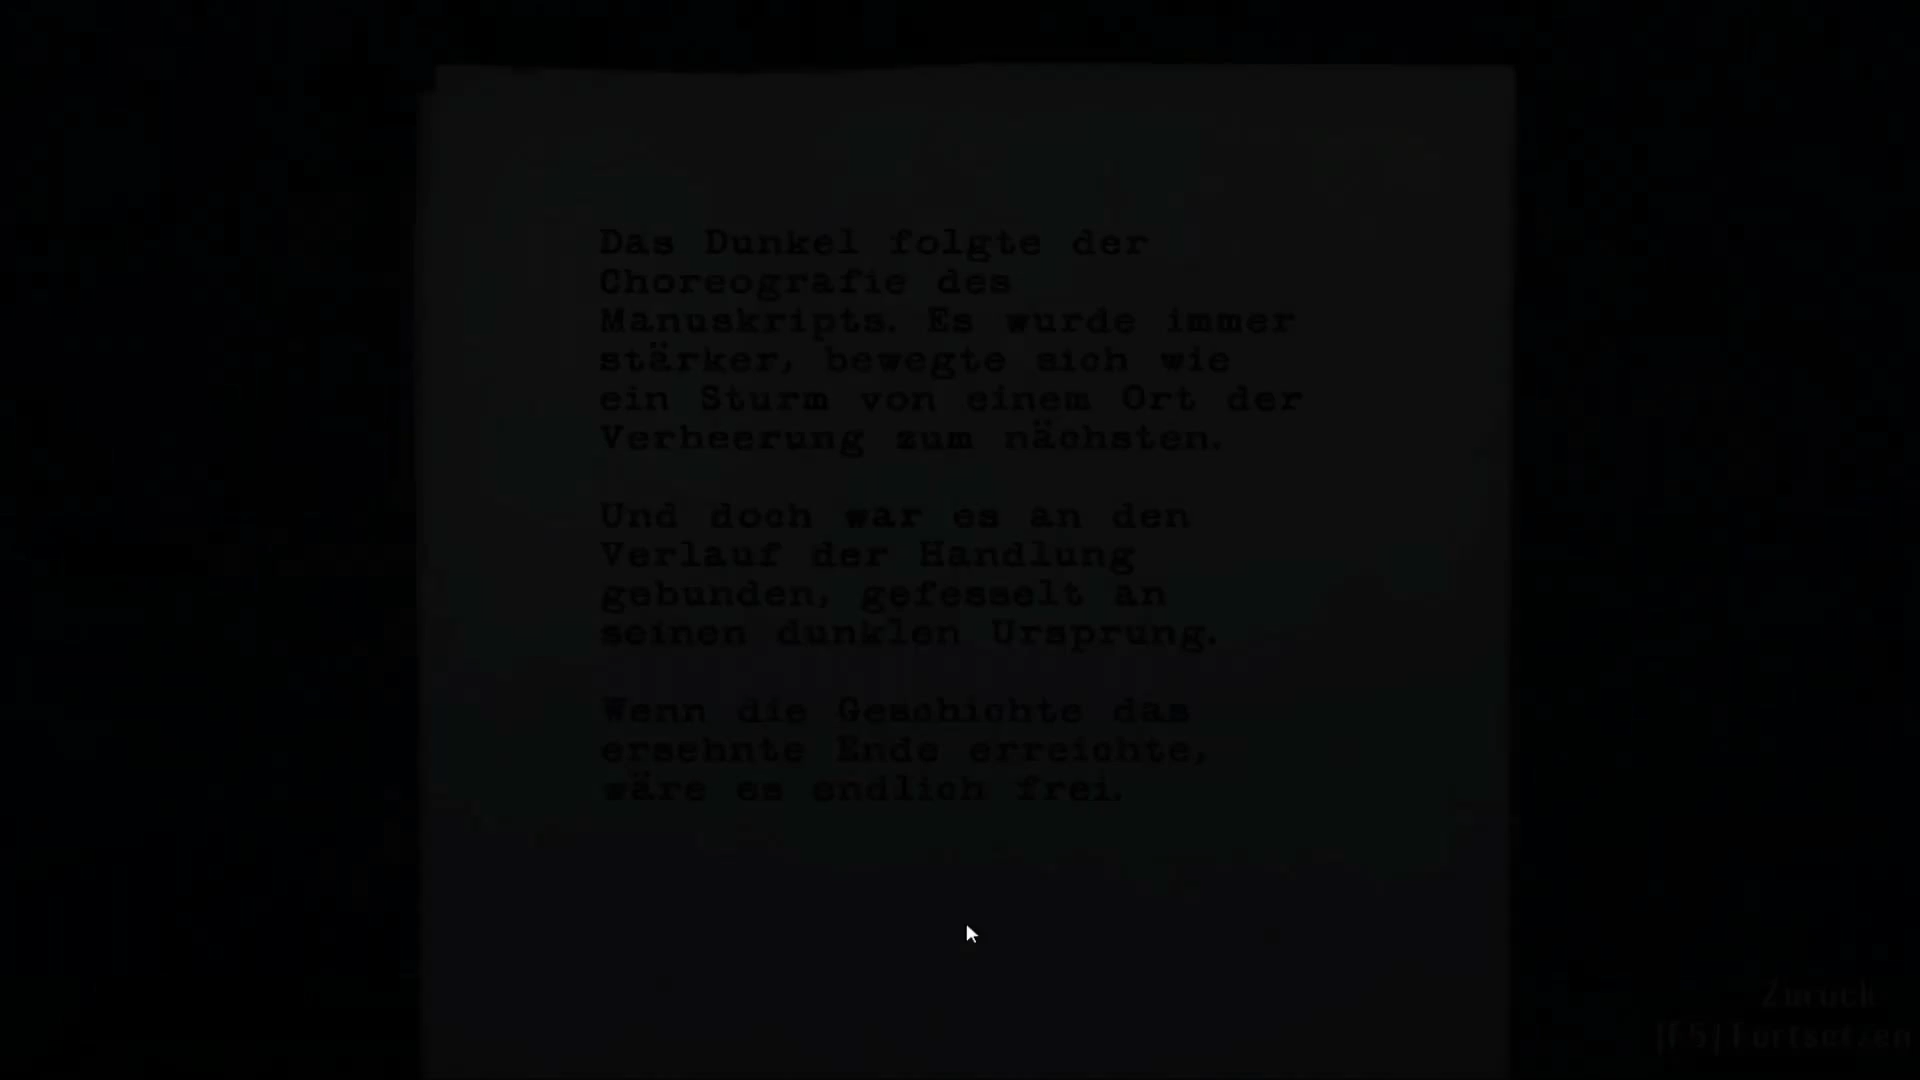 Das Dunkel folgte der
Choreografie des
Manuskripts. Es wurde immer
stärker, bewegte sich wie
ein Sturm von einem Ort der
Verheerung zum nächsten.
Und doch war es an den
Verlauf der Handlung
gebunden, gefesselt an
seinen dunklen Ursprung.
Wenn die Geschichte das
ersehnte Ende erreichte,
wäre es endlich frei.
Zurück
[F5] Fortsetzen